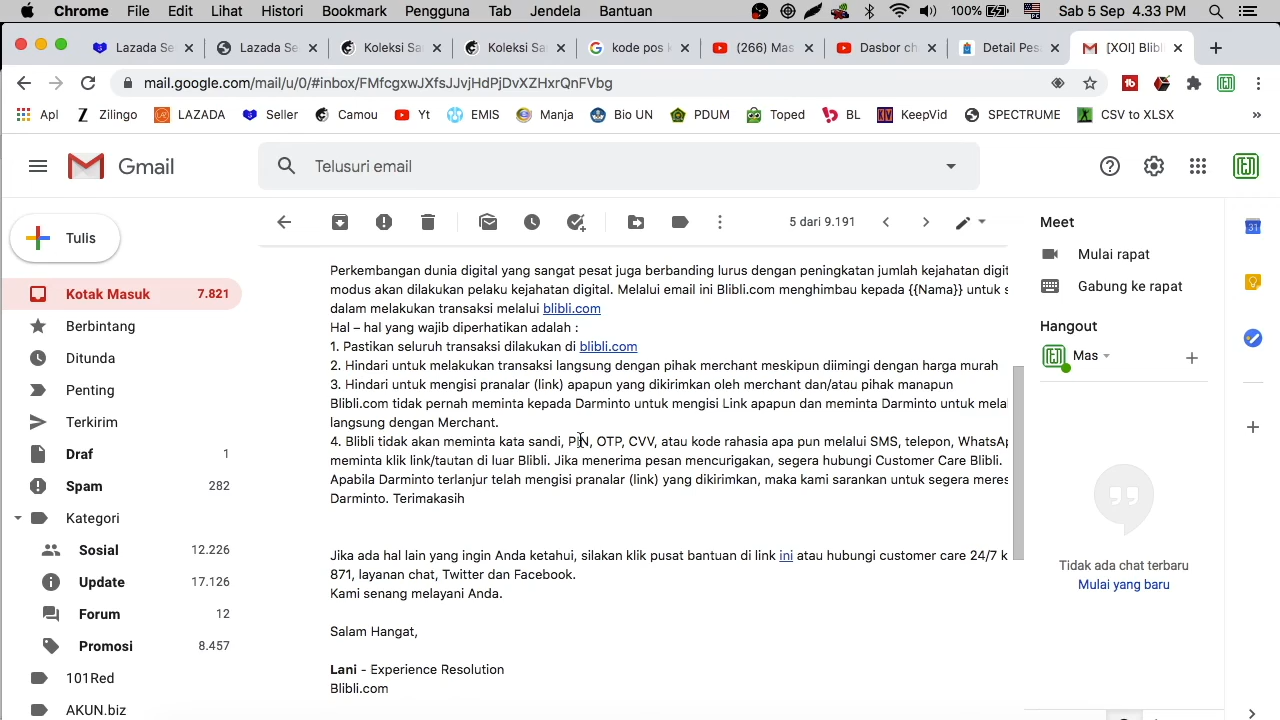 Chrome File Edit Lihat Histori Bookmark Pengguna Tab Jendela Bantuan 100% Sab 5 Sep 4.33 PM
Lazada Se Lazada Se Koleksi Sa Koleksi Sa kode pos k (266) Mas Dasbor ch Detail Pes [XOI] Blibl
mail.google.com/mail/u/0/#inbox/FMfcgxwJXfsJJvjHdPjDvXZHxrQnFVbg
Apl Zilingo LAZADA Seller Camou Yt EMIS Manja Bio UN PDUM Toped BL KeepVid SPECTRUME CSV to XLSX »
Gmail
Telusuri email
Tulis
5 dari 9.191
Kotak Masuk 7.821
Berbintang
Ditunda
Penting
Terkirim
Draf 1
Spam 282
Kategori
Sosial 12.226
Update 17.126
Forum 12
Promosi 8.457
101Red
AKUN.biz
Perkembangan dunia digital yang sangat pesat juga berbanding lurus dengan peningkatan jumlah kejahatan digit
modus akan dilakukan pelaku kejahatan digital. Melalui email ini Blibli.com menghimbau kepada {{Nama}} untuk s
dalam melakukan transaksi melalui blibli.com
Hal – hal yang wajib diperhatikan adalah :
1. Pastikan seluruh transaksi dilakukan di blibli.com
2. Hindari untuk melakukan transaksi langsung dengan pihak merchant meskipun diimingi dengan harga murah
3. Hindari untuk mengisi pranalar (link) apapun yang dikirimkan oleh merchant dan/atau pihak manapun
Blibli.com tidak pernah meminta kepada Darminto untuk mengisi Link apapun dan meminta Darminto untuk mela
langsung dengan Merchant.
4. Blibli tidak akan meminta kata sandi, PIN, OTP, CVV, atau kode rahasia apa pun melalui SMS, telepon, WhatsAp
meminta klik link/tautan di luar Blibli. Jika menerima pesan mencurigakan, segera hubungi Customer Care Blibli.
Apabila Darminto terlanjur telah mengisi pranalar (link) yang dikirimkan, maka kami sarankan untuk segera meres
Darminto. Terimakasih
Jika ada hal lain yang ingin Anda ketahui, silakan klik pusat bantuan di link ini atau hubungi customer care 24/7 k
871, layanan chat, Twitter dan Facebook.
Kami senang melayani Anda.
Salam Hangat,
Lani - Experience Resolution
Blibli.com
Meet
Mulai rapat
Gabung ke rapat
Hangout
Mas
Tidak ada chat terbaru
Mulai yang baru